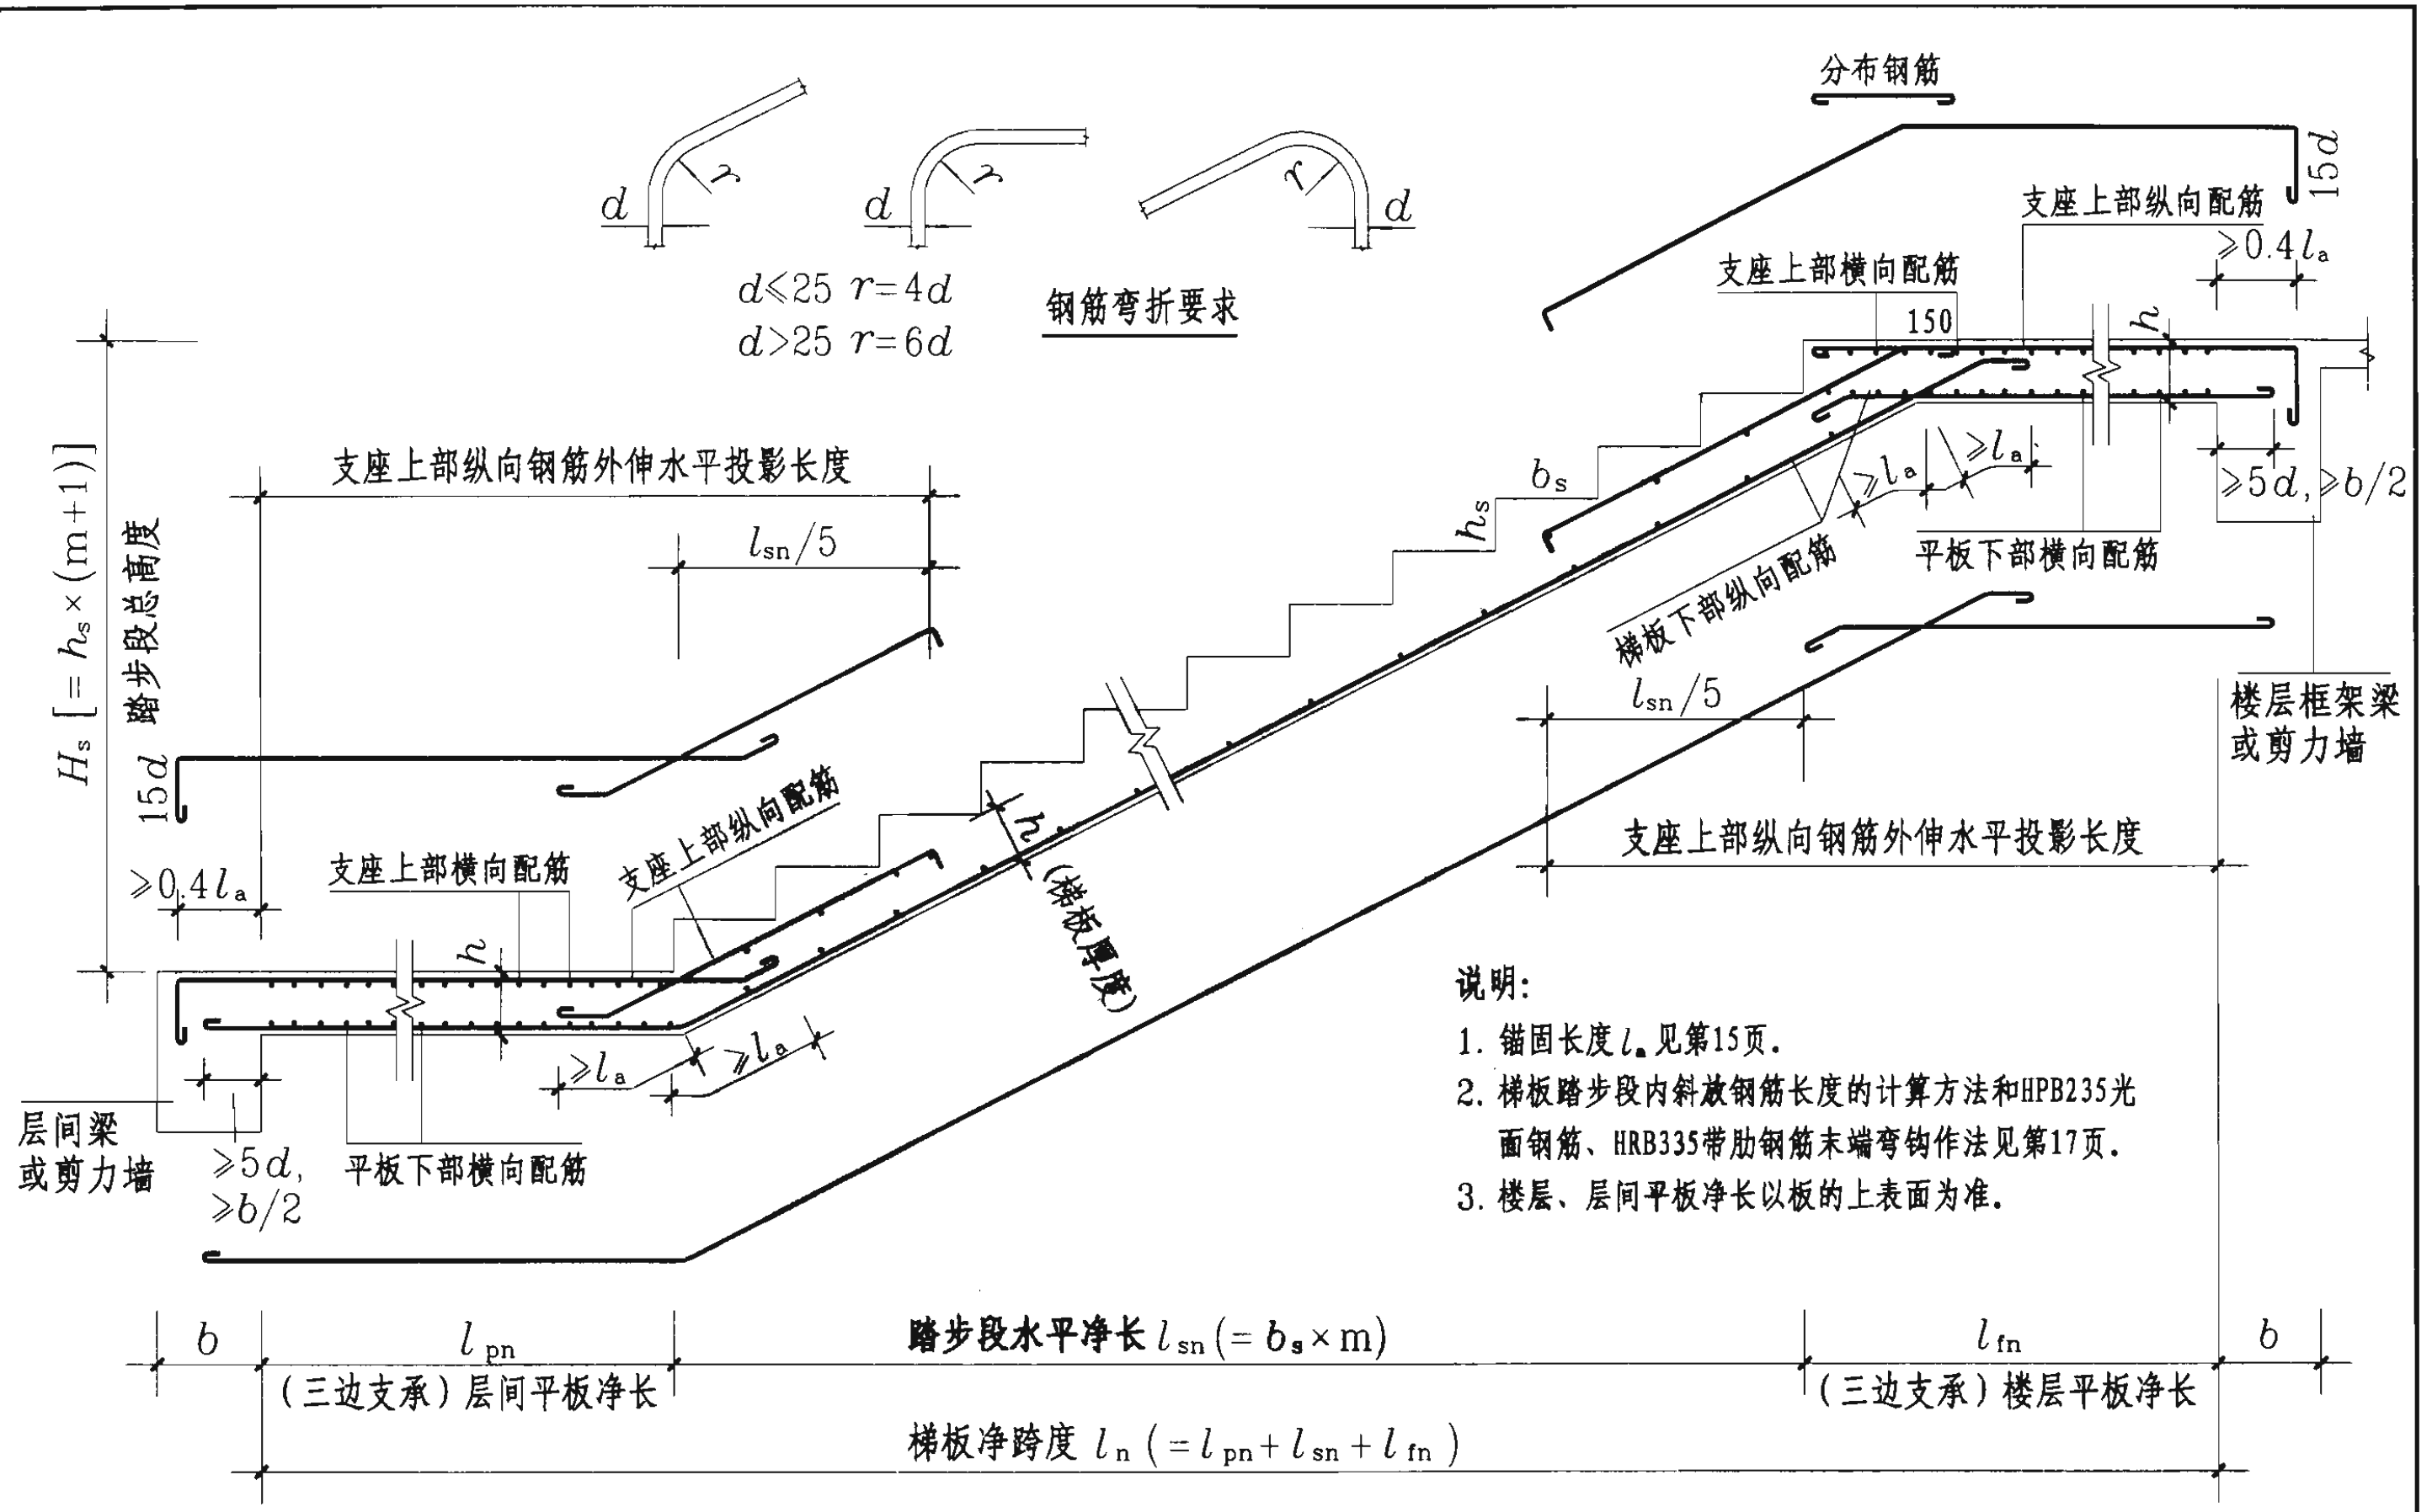 分布钢筋
15d
d
r
d
r
r
d
d≤25 r=4d
d>25 r=6d
钢筋弯折要求
支座上部纵向配筋
≥0.4la
支座上部横向配筋
150
h
支座上部纵向钢筋外伸水平投影长度
lsn/5
Hs [= hs×(m+1)]
踏步段总高度
bs
hs
≥la
≥la
≥5d, ≥b/2
平板下部横向配筋
梯板下部纵向配筋
lsn/5
楼层框架梁
或剪力墙
支座上部纵向钢筋外伸水平投影长度
15d
≥0.4la
支座上部横向配筋
支座上部纵向配筋
h
h
(梯板厚度)
≥la
≥la
层间梁
或剪力墙
≥5d,
≥b/2
平板下部横向配筋
说明:
1. 锚固长度la见第15页.
2. 梯板踏步段内斜放钢筋长度的计算方法和HPB235光
面钢筋、HRB335带肋钢筋末端弯钩作法见第17页.
3. 楼层、层间平板净长以板的上表面为准.
b
lpn
踏步段水平净长 lsn(= bs×m)
lfn
b
(三边支承)层间平板净长
(三边支承)楼层平板净长
梯板净跨度 ln (= lpn+lsn+lfn)